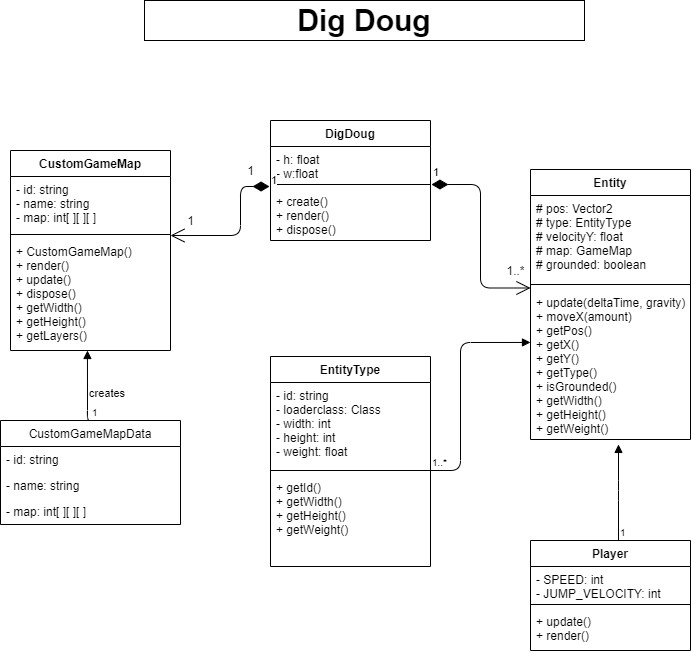 Dig Doug
DigDoug
- h: float
- w:float
+ create()
+ render()
+ dispose()
1
1
1
1
1..*
CustomGameMap
- id: string
- name: string
- map: int[ ][ ][ ]
+ CustomGameMap()
+ render()
+ update()
+ dispose()
+ getWidth()
+ getHeight()
+ getLayers()
creates
1
CustomGameMapData
- id: string
- name: string
- map: int[ ][ ][ ]
Entity
# pos: Vector2
# type: EntityType
# velocityY: float
# map: GameMap
# grounded: boolean
+ update(deltaTime, gravity)
+ moveX(amount)
+ getPos()
+ getX()
+ getY()
+ getType()
+ isGrounded()
+ getWidth()
+ getHeight()
+ getWeight()
EntityType
- id: string
- loaderclass: Class
- width: int
- height: int
- weight: float
+ getId()
+ getWidth()
+ getHeight()
+ getWeight()
1..*
1
Player
- SPEED: int
- JUMP_VELOCITY: int
+ update()
+ render()